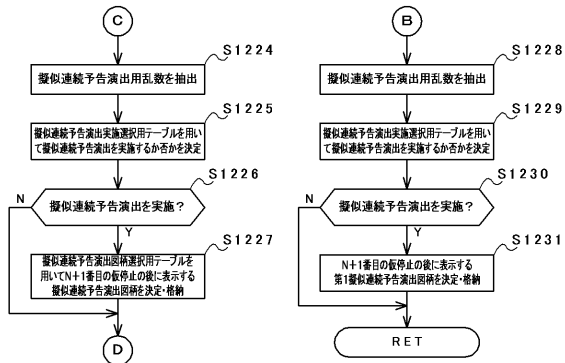 C
S1224
擬似連続予告演出用乱数を抽出
S1225
擬似連続予告演出実施選択用テーブルを用い
て擬似連続予告演出を実施するか否かを決定
S1226
N
擬似連続予告演出を実施?
Y
S1227
擬似連続予告演出図柄選択用テーブルを
用いてN+1番目の仮停止の後に表示する
擬似連続予告演出図柄を決定・格納
D
B
S1228
擬似連続予告演出用乱数を抽出
S1229
擬似連続予告演出実施選択用テーブルを用い
て擬似連続予告演出を実施するか否かを決定
S1230
N
擬似連続予告演出を実施?
Y
S1231
N+1番目の仮停止の後に表示する
第1擬似連続予告演出図柄を決定・格納
RET